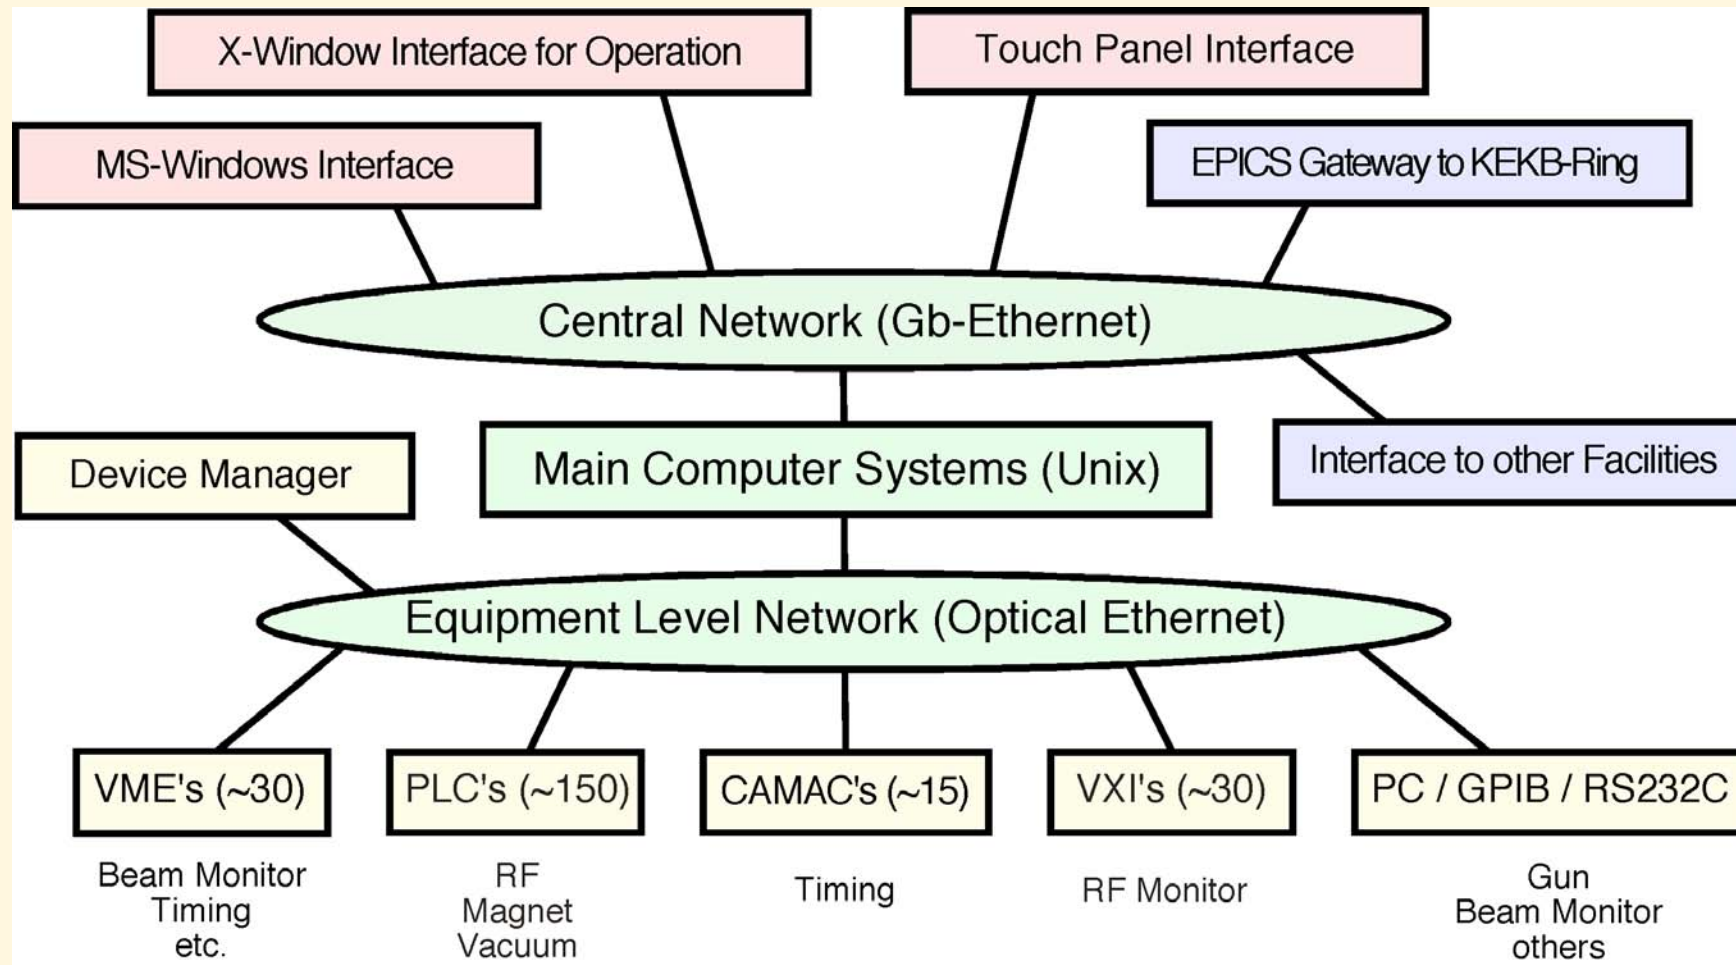 X-Window Interface for Operation
Touch Panel Interface
MS-Windows Interface
EPICS Gateway to KEKB-Ring
Central Network (Gb-Ethernet)
Device Manager
Main Computer Systems (Unix)
Interface to other Facilities
Equipment Level Network (Optical Ethernet)
VME's (~30)
PLC's (~150)
CAMAC's (~15)
VXI's (~30)
PC / GPIB / RS232C
Beam Monitor
Timing
etc.
RF
Magnet
Vacuum
Timing
RF Monitor
Gun
Beam Monitor
others